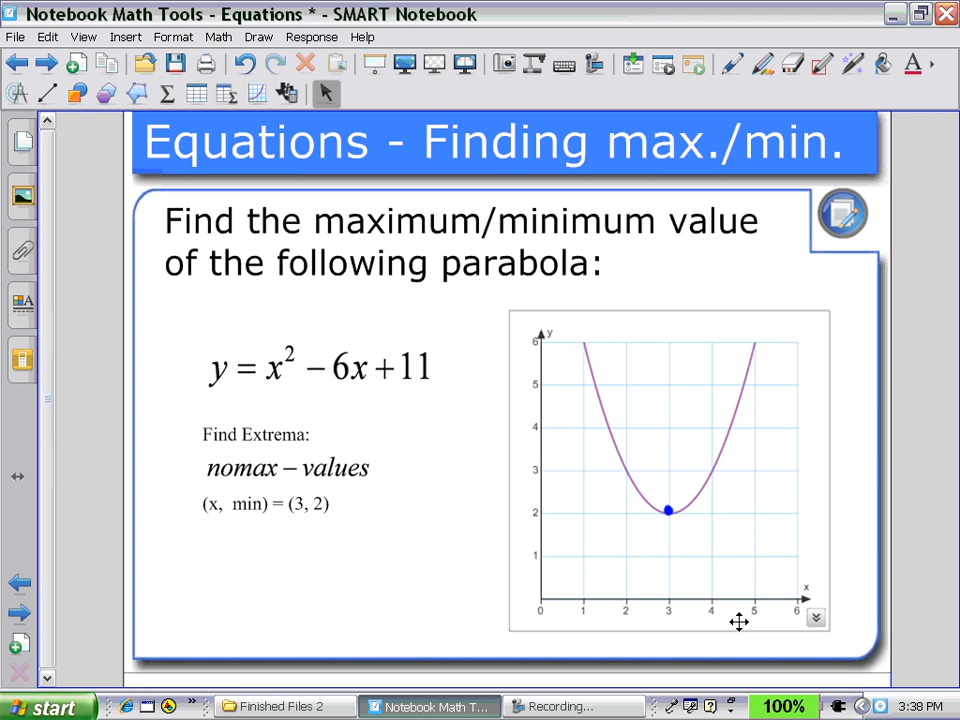 Notebook Math Tools - Equations * - SMART Notebook
File Edit View Insert Format Math Draw Response Help
Equations - Finding max./min.
Find the maximum/minimum value
of the following parabola:
y = x² − 6x + 11
Find Extrema:
nomax − values
(x, min) = (3, 2)
y
6
5
4
3
2
1
x
0 1 2 3 4 5 6
start
Finished Files 2
Notebook Math T...
Recording...
100%
3:38 PM